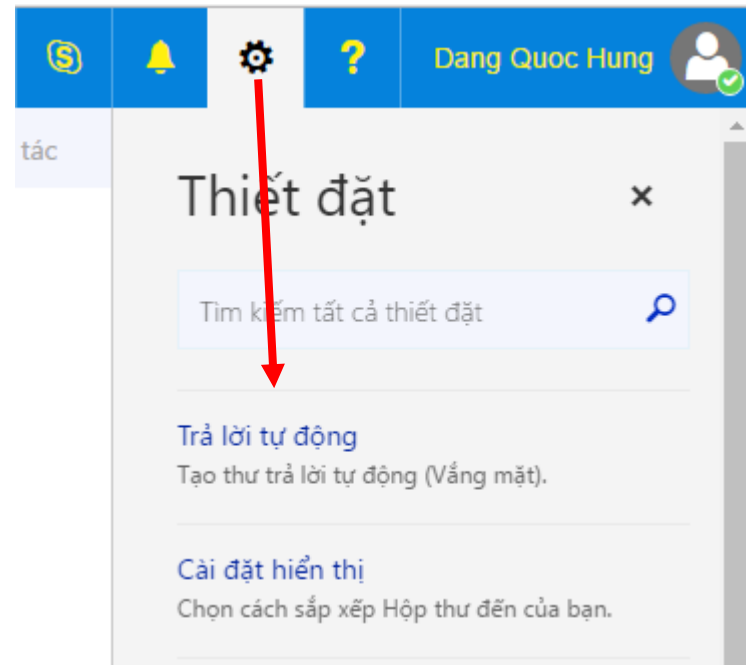 ? Dang Quoc Hung
tác
Thiết đặt
Tìm kiếm tất cả thiết đặt
Trả lời tự động
Tạo thư trả lời tự động (Vắng mặt).
Cài đặt hiển thị
Chọn cách sắp xếp Hộp thư đến của bạn.